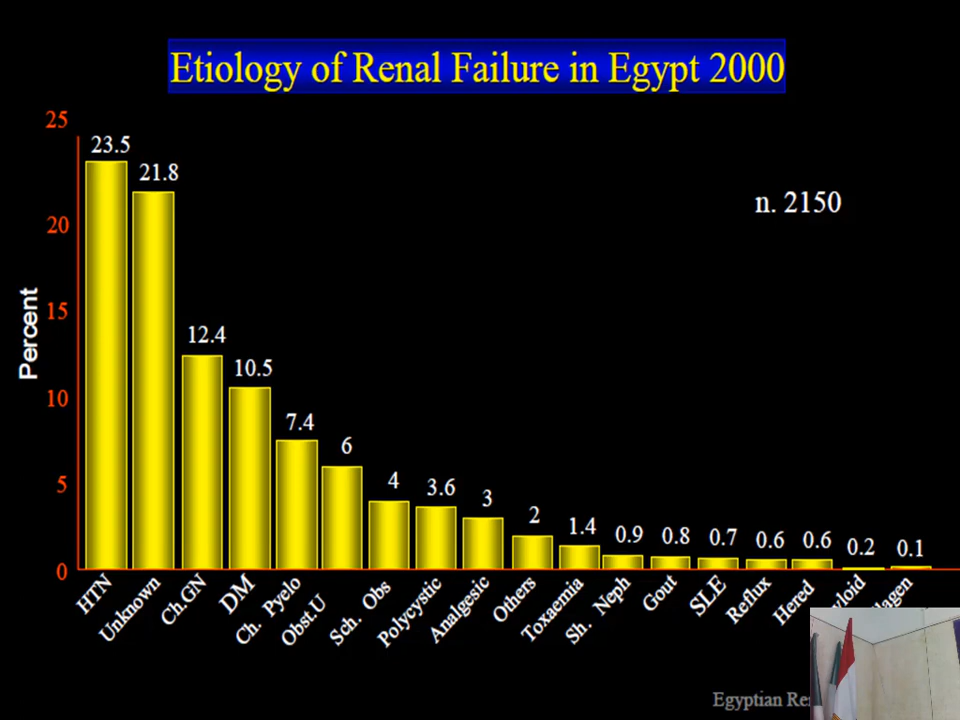 Etiology of Renal Failure in Egypt 2000
25
23.5
21.8
n. 2150
20
15
12.4
10.5
10
7.4
6
5
4
3.6
3
2
1.4
0.9
0.8
0.7
0.6
0.6
0.2
0.1
0
Percent
HTN
Unknown
Ch.GN
DM
Ch. Pyelo
Obst.U
Sch. Obs
Polycystic
Analgesic
Others
Toxaemia
Sh. Neph
Gout
SLE
Reflux
Hered
Egyptian